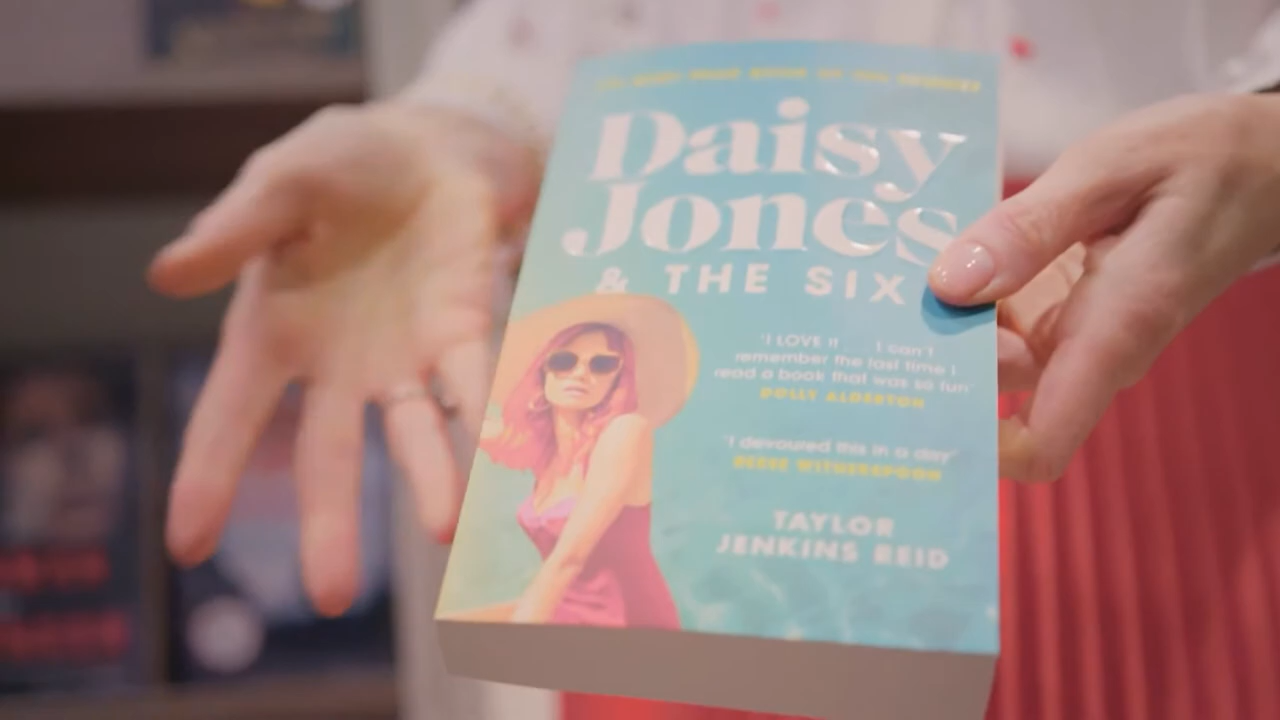 Daisy
Jones
& THE SIX
'I LOVE it I can't
remember the last time I
read a book that was so fun'
DOLLY ALDERTON
'I devoured this in a day'
REESE WITHERSPOON
TAYLOR
JENKINS REID